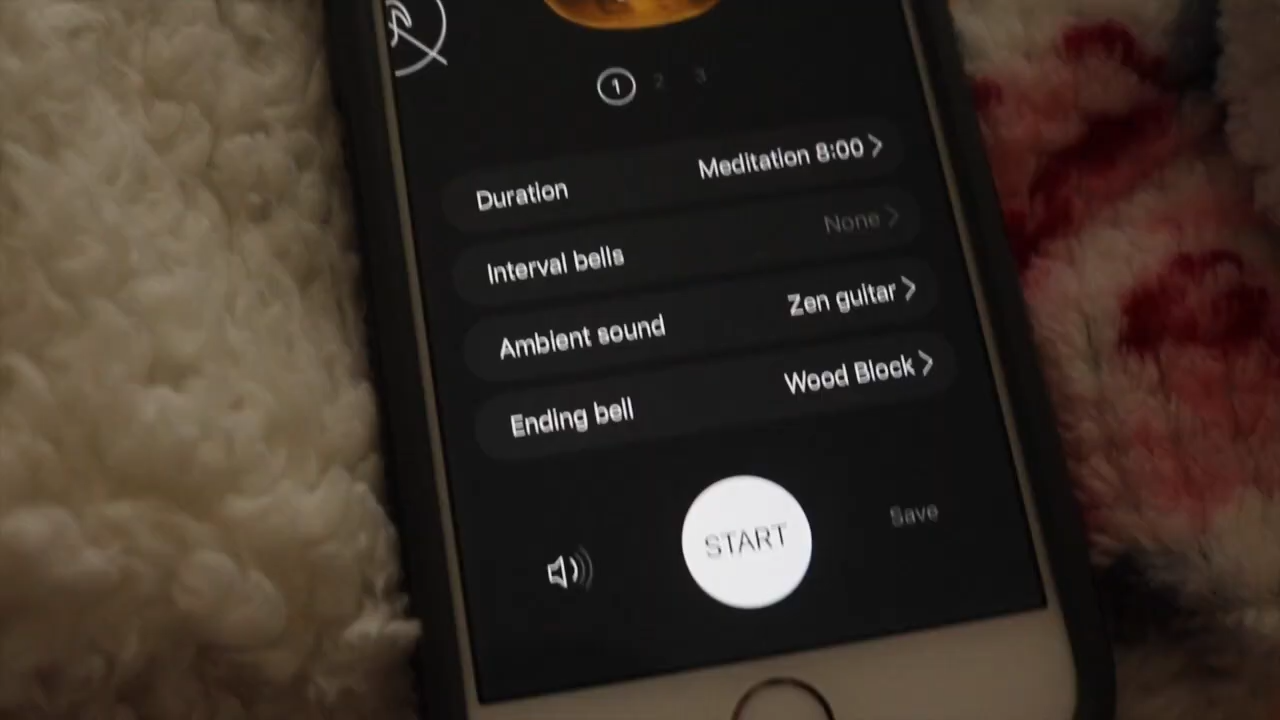 1 2 3
Duration Meditation 8:00
Interval bells None
Ambient sound Zen guitar
Ending bell Wood Block
START
Save